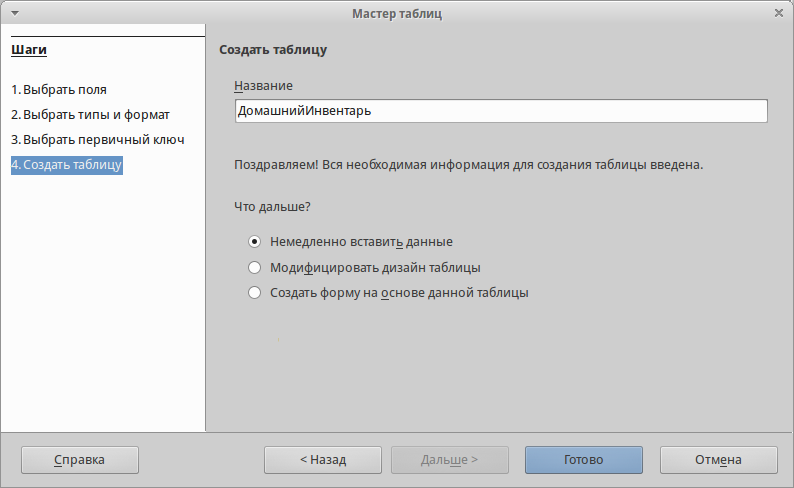 Мастер таблиц
Шаги
1. Выбрать поля
2. Выбрать типы и формат
3. Выбрать первичный ключ
4. Создать таблицу
Создать таблицу
Название
ДомашнийИнвентарь
Поздравляем! Вся необходимая информация для создания таблицы введена.
Что дальше?
Немедленно вставить данные
Модифицировать дизайн таблицы
Создать форму на основе данной таблицы
Справка
< Назад
Дальше >
Готово
Отмена